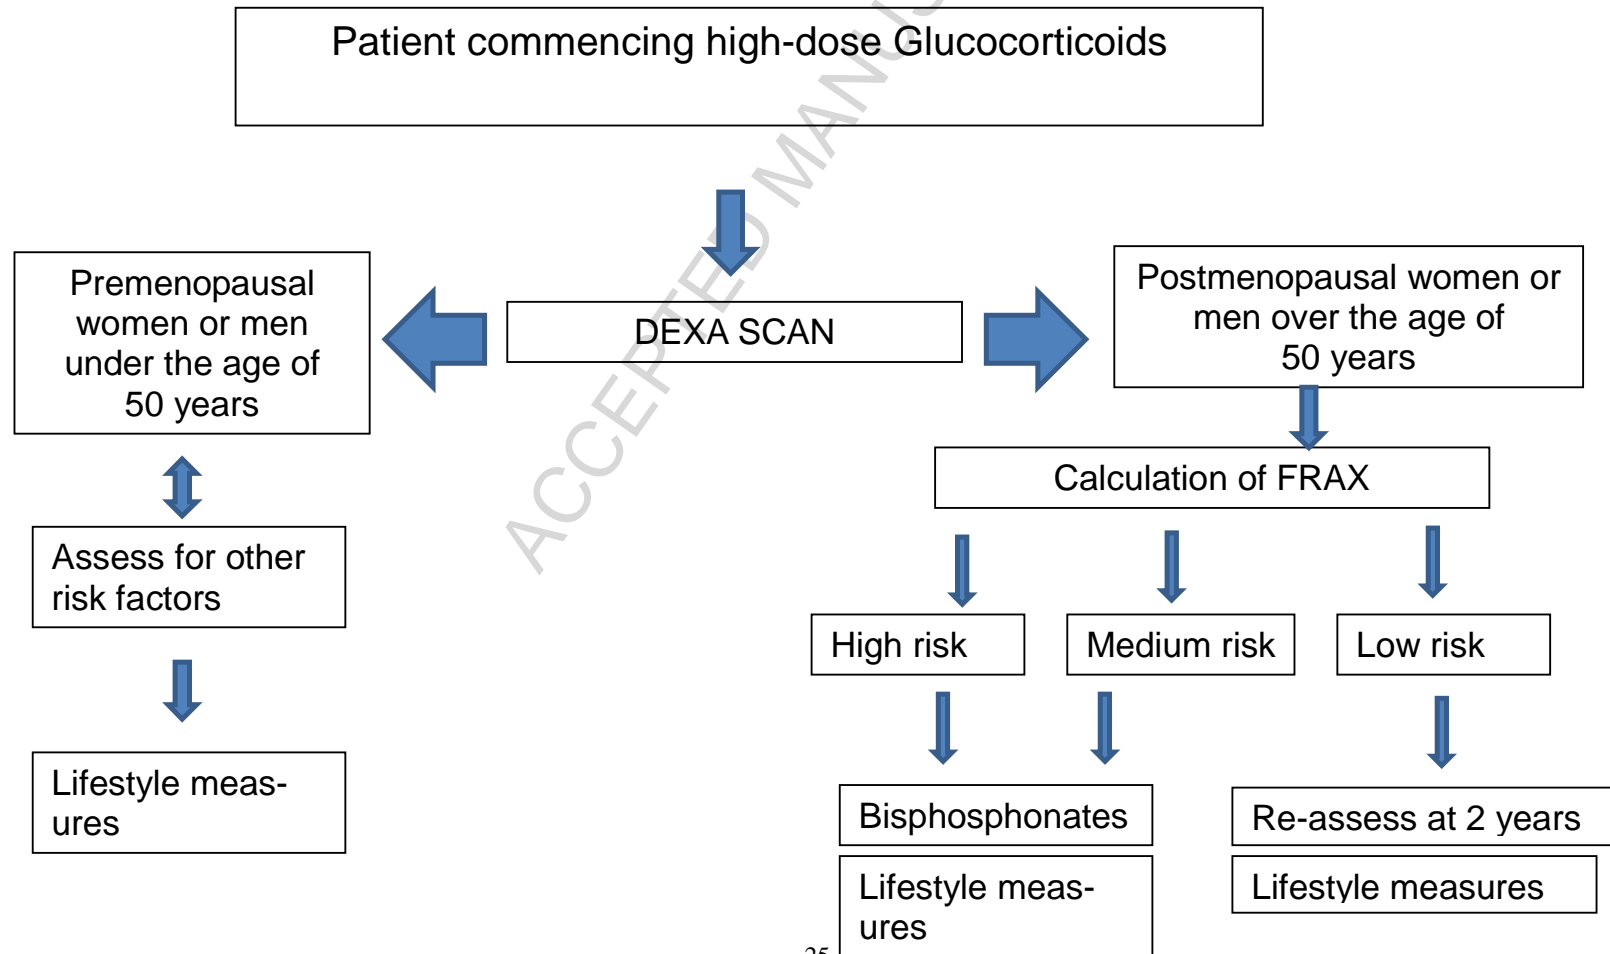 Patient commencing high-dose Glucocorticoids
DEXA SCAN
Premenopausal
women or men
under the age of
50 years
Assess for other
risk factors
Lifestyle meas-
ures
Postmenopausal women or
men over the age of
50 years
Calculation of FRAX
High risk
Medium risk
Low risk
Bisphosphonates
Lifestyle meas-
ures
Re-assess at 2 years
Lifestyle measures
ACCEPTED MANUS
25